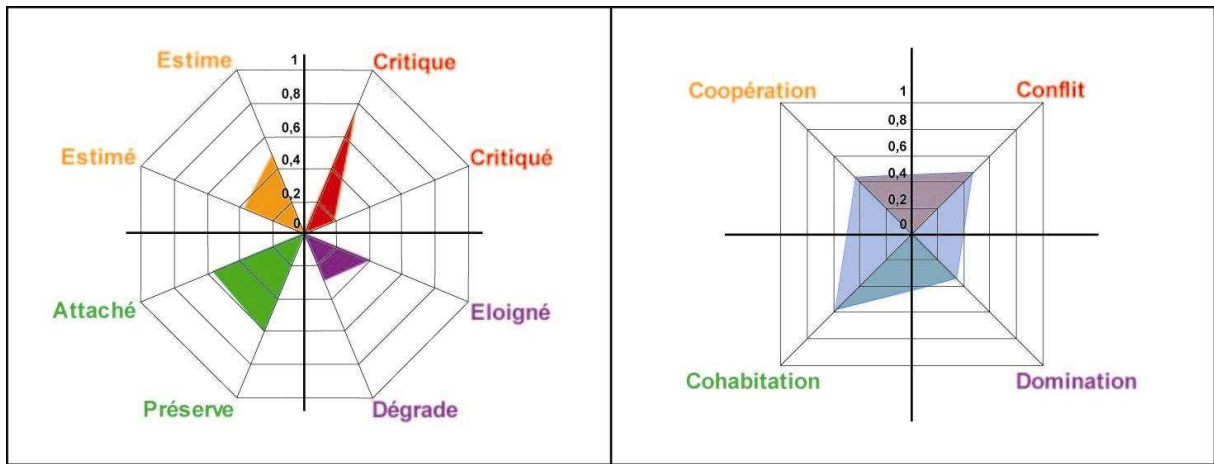 Estime
Critique
Estimé
Critiqué
Attaché
Eloigné
Préserve
Dégrade
1
0,8
0,6
0,4
0,2
0
Coopération
Conflit
Cohabitation
Domination
1
0,8
0,6
0,4
0,2
0